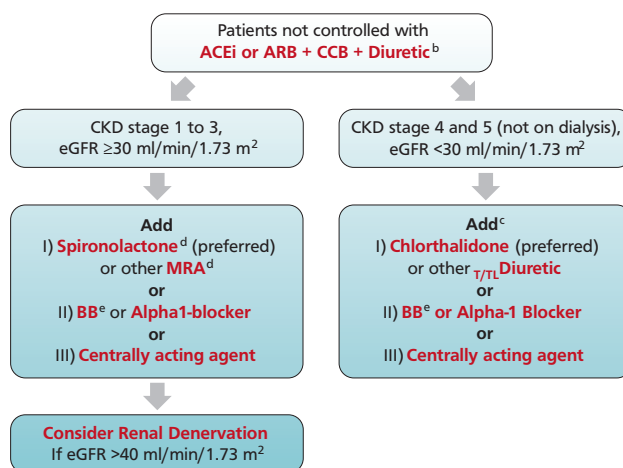 Patients not controlled with
ACEi or ARB + CCB + Diuretic b
CKD stage 1 to 3,
eGFR ≥30 ml/min/1.73 m2
CKD stage 4 and 5 (not on dialysis),
eGFR <30 ml/min/1.73 m2
Add
I) Spironolactone d (preferred)
or other MRA d
or
II) BB e or Alpha1-blocker
or
III) Centrally acting agent
Add c
I) Chlorthalidone (preferred)
or other T/TL Diuretic
or
II) BB e or Alpha-1 Blocker
or
III) Centrally acting agent
Consider Renal Denervation
If eGFR >40 ml/min/1.73 m2